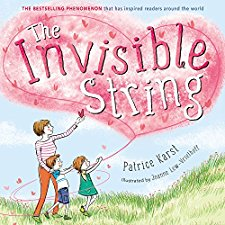 THE BESTSELLING PHENOMENON that has inspired readers around the world
The
Invisible
String
Patrice Karst
illustrated by Joanne Lew-Vriethoff